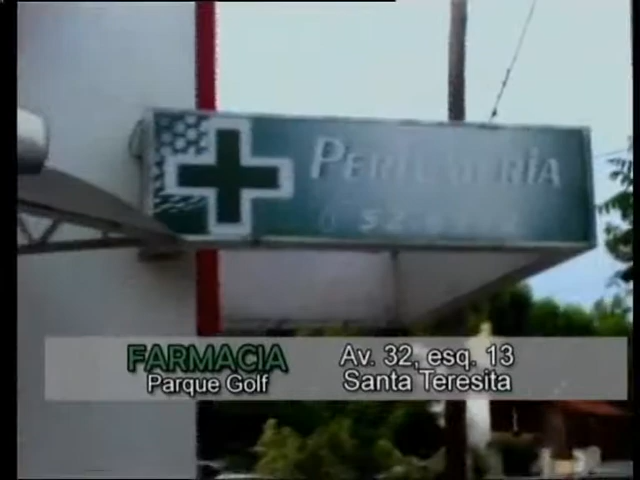 PERFUMERÍA
FARMACIA
Parque Golf
Av. 32, esq. 13
Santa Teresita